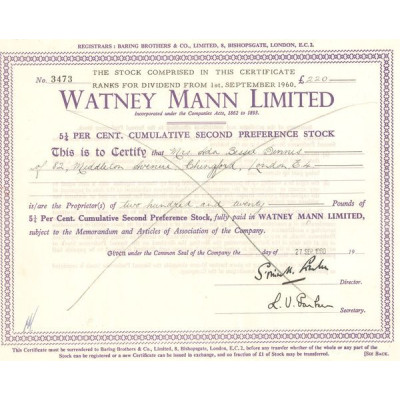 REGISTRARS: BARING BROTHERS & CO., LIMITED, 8, BISHOPSGATE, LONDON, E.C.2.
THE STOCK COMPRISED IN THIS CERTIFICATE
No. 3473 RANKS FOR DIVIDEND FROM 1st, SEPTEMBER 1960. £220
WATNEY MANN LIMITED
Incorporated under the Companies Acts, 1862 to 1893.
5¼ PER CENT. CUMULATIVE SECOND PREFERENCE STOCK
This is to Certify that Mrs Ada
of Middleton Avenue, Chingford, London E.4
is/are the Proprietor(s) of two hundred and twenty Pounds of
5¼ Per Cent. Cumulative Second Preference Stock, fully paid in WATNEY MANN LIMITED,
subject to the Memorandum and Articles of Association of the Company.
GIVEN under the Common Seal of the Company the day of 27 SEP 1960 19
Director.
L. V.
Secretary.
This Certificate must be surrendered to Baring Brothers & Co., Limited, 8, Bishopsgate, London, E.C.2, before any transfer whether of the whole or any part of the
Stock can be registered or a new Certificate can be issued in exchange, and no fraction of £1 of Stock may be transferred. [SEE BACK.